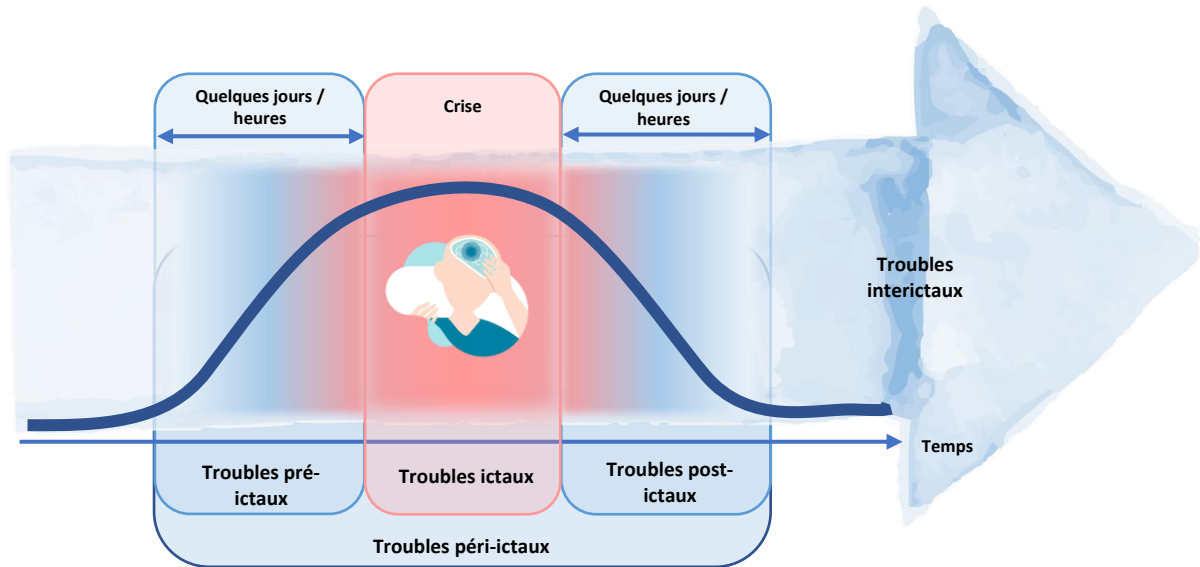 Quelques jours /
heures
Crise
Quelques jours /
heures
Troubles
interictaux
Temps
Troubles pré-
ictaux
Troubles ictaux
Troubles post-
ictaux
Troubles péri-ictaux